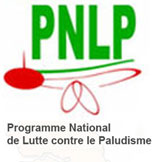 PNLP
Programme National
de Lutte contre le Paludisme